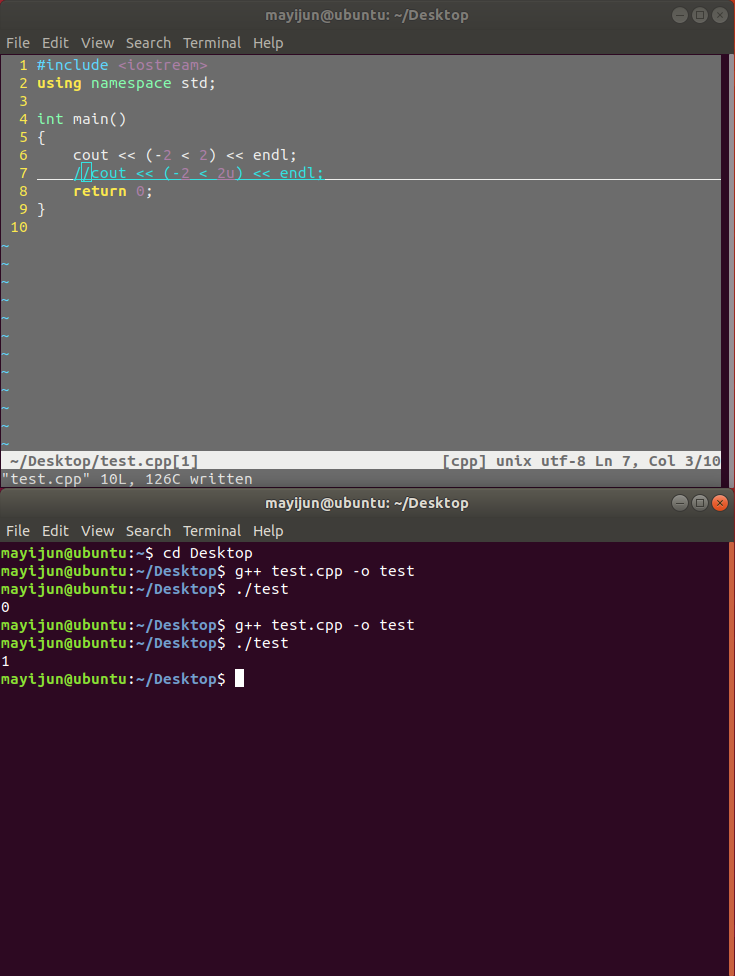 mayijun@ubuntu: ~/Desktop
File Edit View Search Terminal Help
1 #include <iostream>
2 using namespace std;
3
4 int main()
5 {
6     cout << (-2 < 2) << endl;
7     //cout << (-2 < 2u) << endl;
8     return 0;
9 }
10
~
~
~
~
~
~
~
~
~
~
~
~
~/Desktop/test.cpp[1] [cpp] unix utf-8 Ln 7, Col 3/10
"test.cpp" 10L, 126C written
mayijun@ubuntu: ~/Desktop
File Edit View Search Terminal Help
mayijun@ubuntu:~$ cd Desktop
mayijun@ubuntu:~/Desktop$ g++ test.cpp -o test
mayijun@ubuntu:~/Desktop$ ./test
0
mayijun@ubuntu:~/Desktop$ g++ test.cpp -o test
mayijun@ubuntu:~/Desktop$ ./test
1
mayijun@ubuntu:~/Desktop$